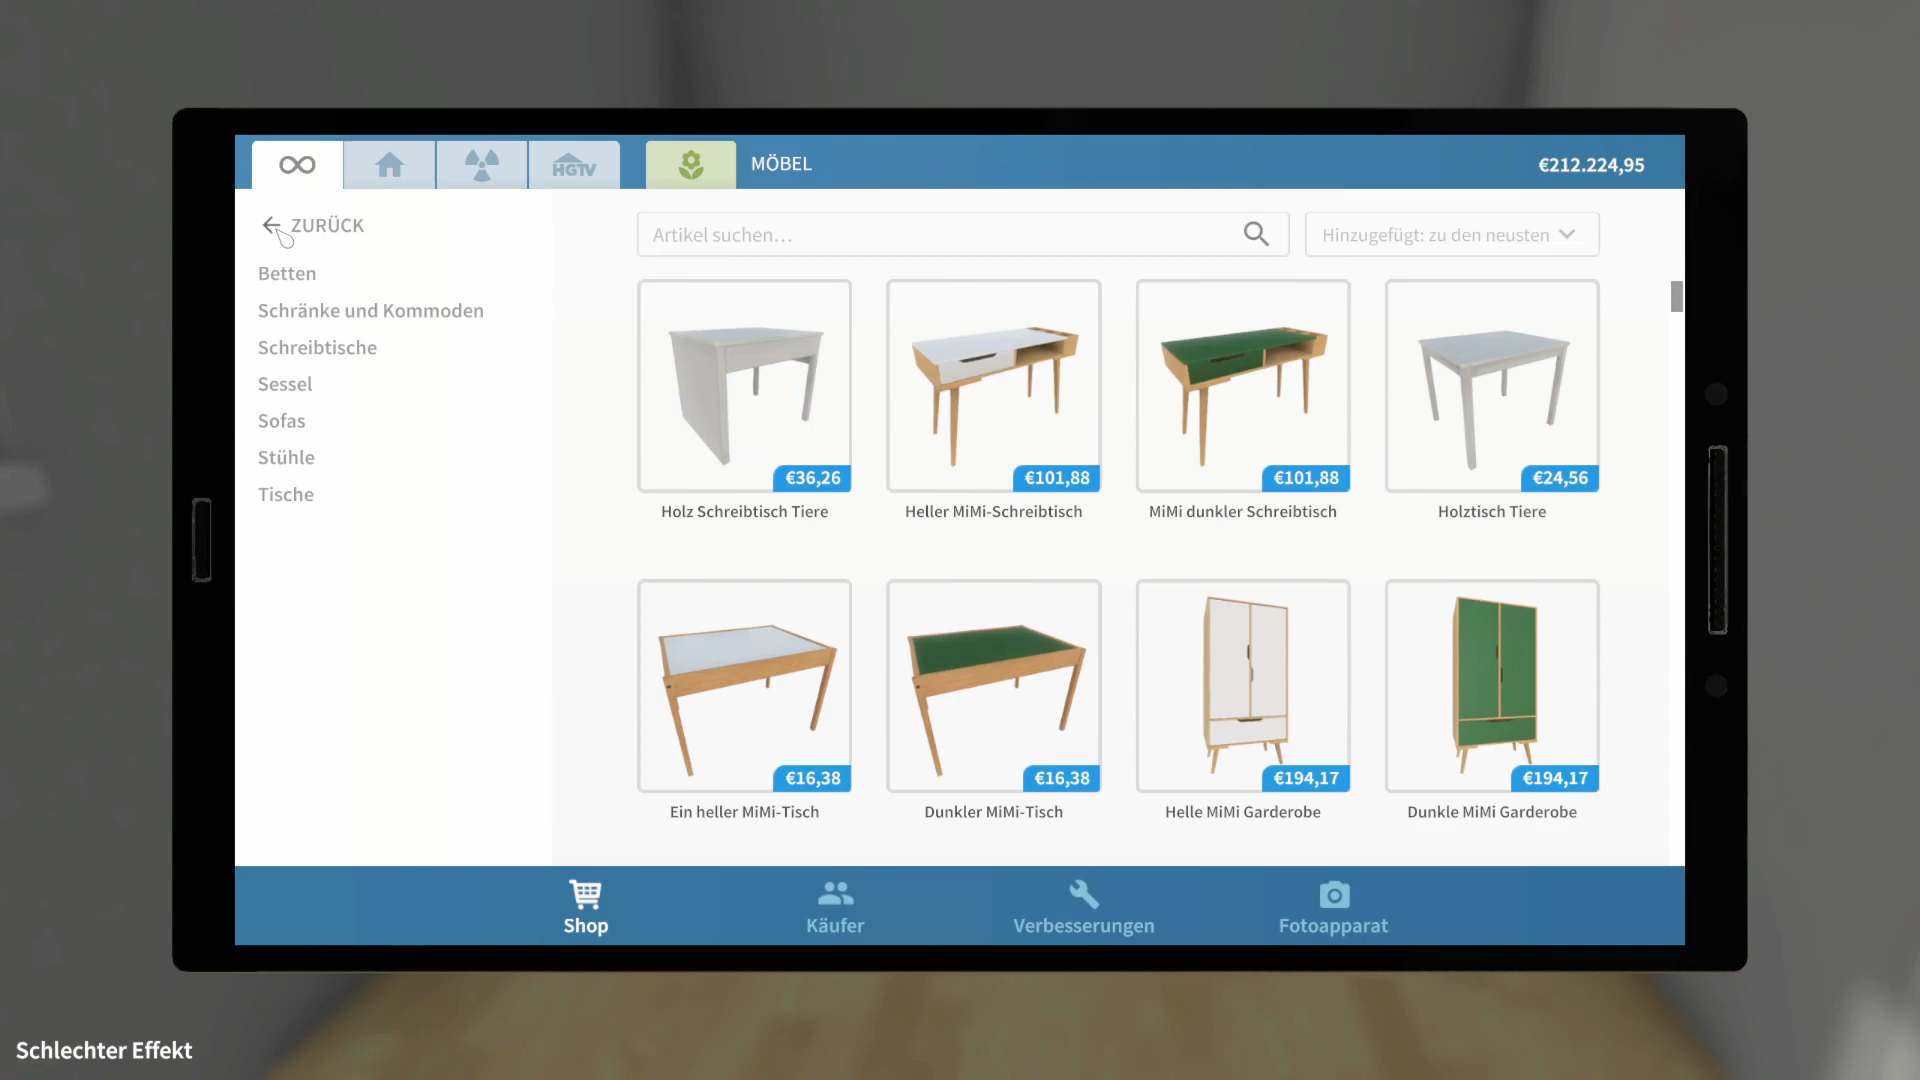 HGTV
MÖBEL
€212.224,95
ZURÜCK
Betten
Schränke und Kommoden
Schreibtische
Sessel
Sofas
Stühle
Tische
Artikel suchen…
Hinzugefügt: zu den neusten
€36,26
€101,88
€101,88
€24,56
Holz Schreibtisch Tiere
Heller MiMi-Schreibtisch
MiMi dunkler Schreibtisch
Holztisch Tiere
€16,38
€16,38
€194,17
€194,17
Ein heller MiMi-Tisch
Dunkler MiMi-Tisch
Helle MiMi Garderobe
Dunkle MiMi Garderobe
Shop
Käufer
Verbesserungen
Fotoapparat
Schlechter Effekt